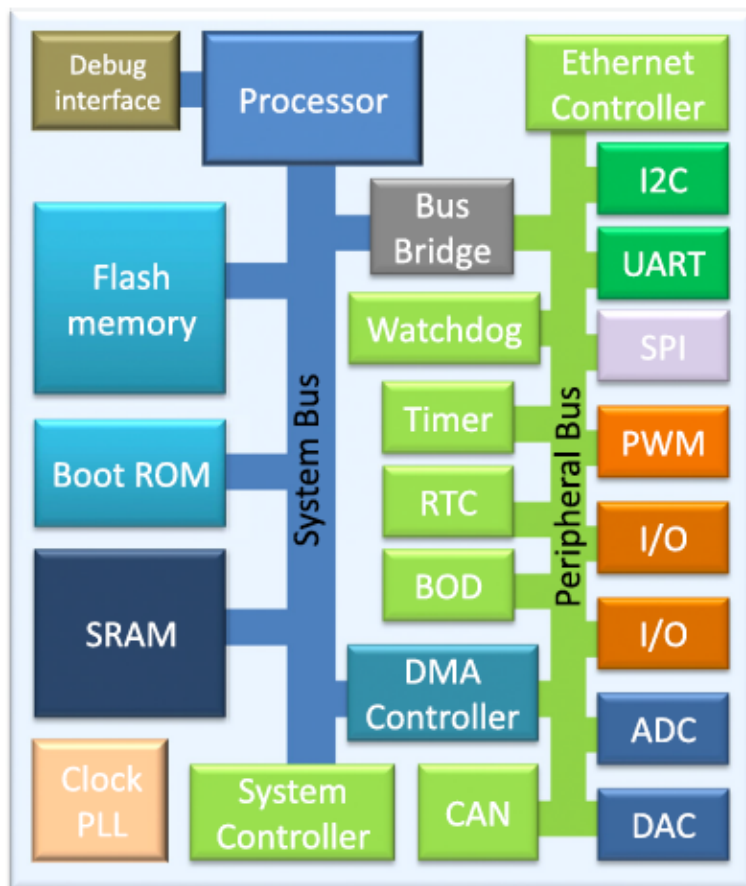 Debug
interface
Processor
Ethernet
Controller
I2C
Bus
Bridge
Flash
memory
UART
Watchdog
SPI
System Bus
Peripheral Bus
Timer
PWM
Boot ROM
RTC
I/O
BOD
SRAM
I/O
DMA
Controller
ADC
Clock
PLL
System
Controller
CAN
DAC